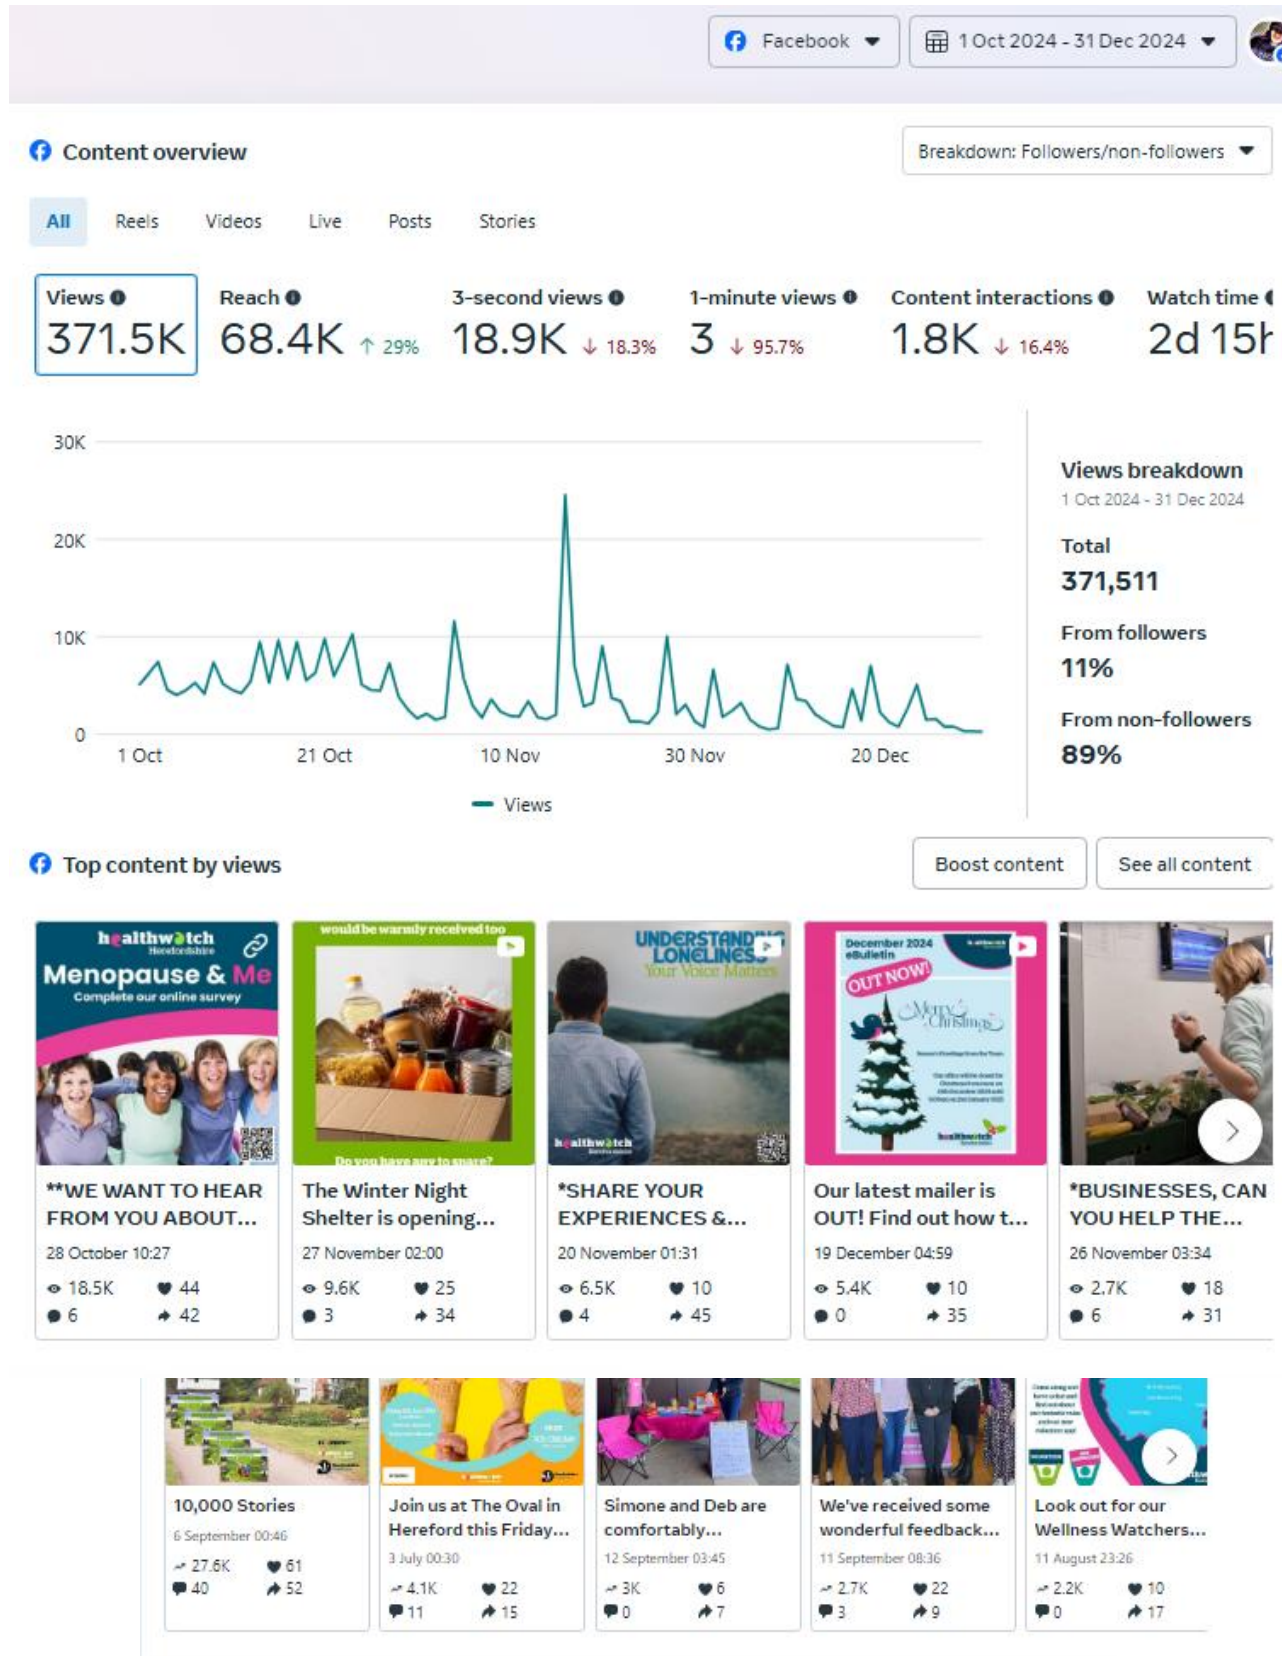 Facebook
1 Oct 2024 - 31 Dec 2024
Content overview
Breakdown: Followers/non-followers
All Reels Videos Live Posts Stories
Views Reach 3-second views 1-minute views Content interactions Watch time
371.5K 68.4K ↑ 29% 18.9K ↓ 18.3% 3 ↓ 95.7% 1.8K ↓ 16.4% 2d 15h
30K
20K
10K
0
1 Oct 21 Oct 10 Nov 30 Nov 20 Dec
Views
Views breakdown
1 Oct 2024 - 31 Dec 2024
Total
371,511
From followers
11%
From non-followers
89%
Top content by views
Boost content
See all content
healthwatch
Herefordshire
Menopause & Me
Complete our online survey
**WE WANT TO HEAR
FROM YOU ABOUT...
28 October 10:27
18.5K 44
6 42
would be warmly received too
Do you have any to spare?
The Winter Night
Shelter is opening...
27 November 02:00
9.6K 25
3 34
UNDERSTANDING
LONELINESS
Your Voice Matters
healthwatch
*SHARE YOUR
EXPERIENCES &...
20 November 01:31
6.5K 10
4 45
December 2024
eBulletin
OUT NOW!
Merry
Christmas
healthwatch
Our latest mailer is
OUT! Find out how t...
19 December 04:59
5.4K 10
0 35
*BUSINESSES, CAN
YOU HELP THE...
26 November 03:34
2.7K 18
6 31
10,000 Stories
6 September 00:46
27.6K 61
40 52
Join us at The Oval in
Hereford this Friday...
3 July 00:30
4.1K 22
11 15
Simone and Deb are
comfortably...
12 September 03:45
3K 6
0 7
We've received some
wonderful feedback...
11 September 08:36
2.7K 22
3 9
Look out for our
Wellness Watchers...
11 August 23:26
2.2K 10
0 17